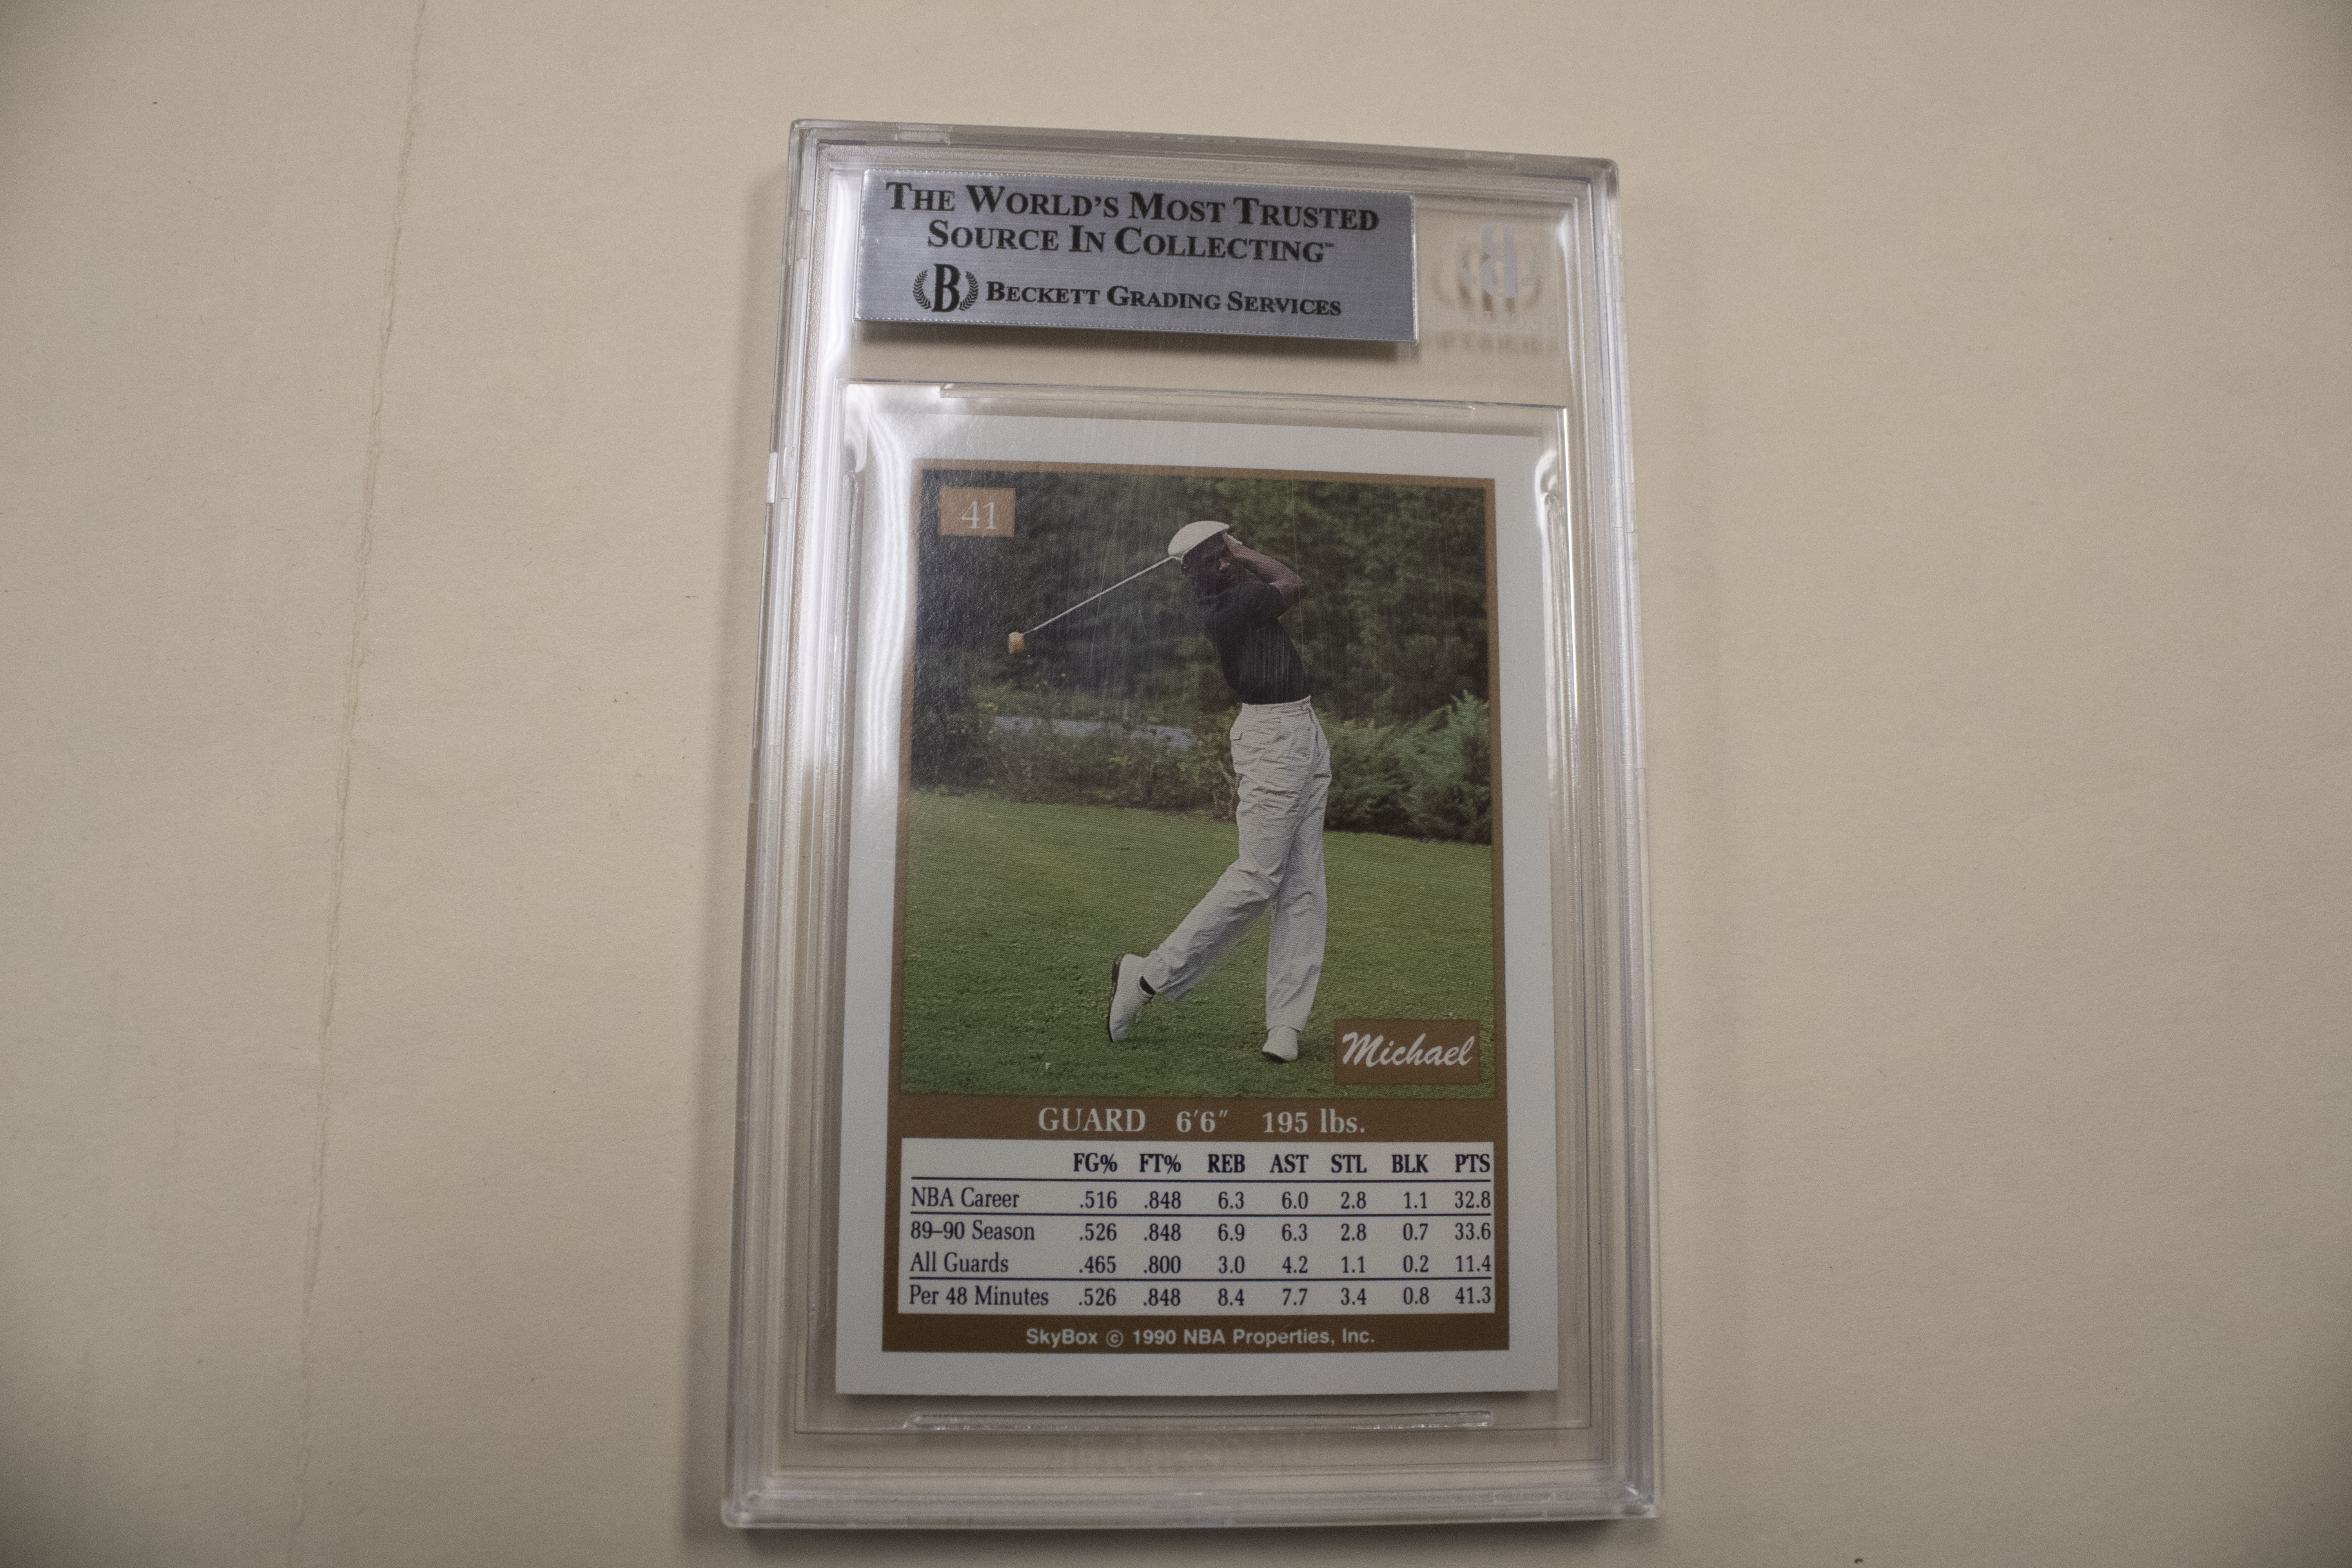 THE WORLD'S MOST TRUSTED
SOURCE IN COLLECTING™
B BECKETT GRADING SERVICES
41
Michael
GUARD 6'6" 195 lbs.
FG% FT% REB AST STL BLK PTS
NBA Career .516 .848 6.3 6.0 2.8 1.1 32.8
89–90 Season .526 .848 6.9 6.3 2.8 0.7 33.6
All Guards .465 .800 3.0 4.2 1.1 0.2 11.4
Per 48 Minutes .526 .848 8.4 7.7 3.4 0.8 41.3
SkyBox © 1990 NBA Properties, Inc.